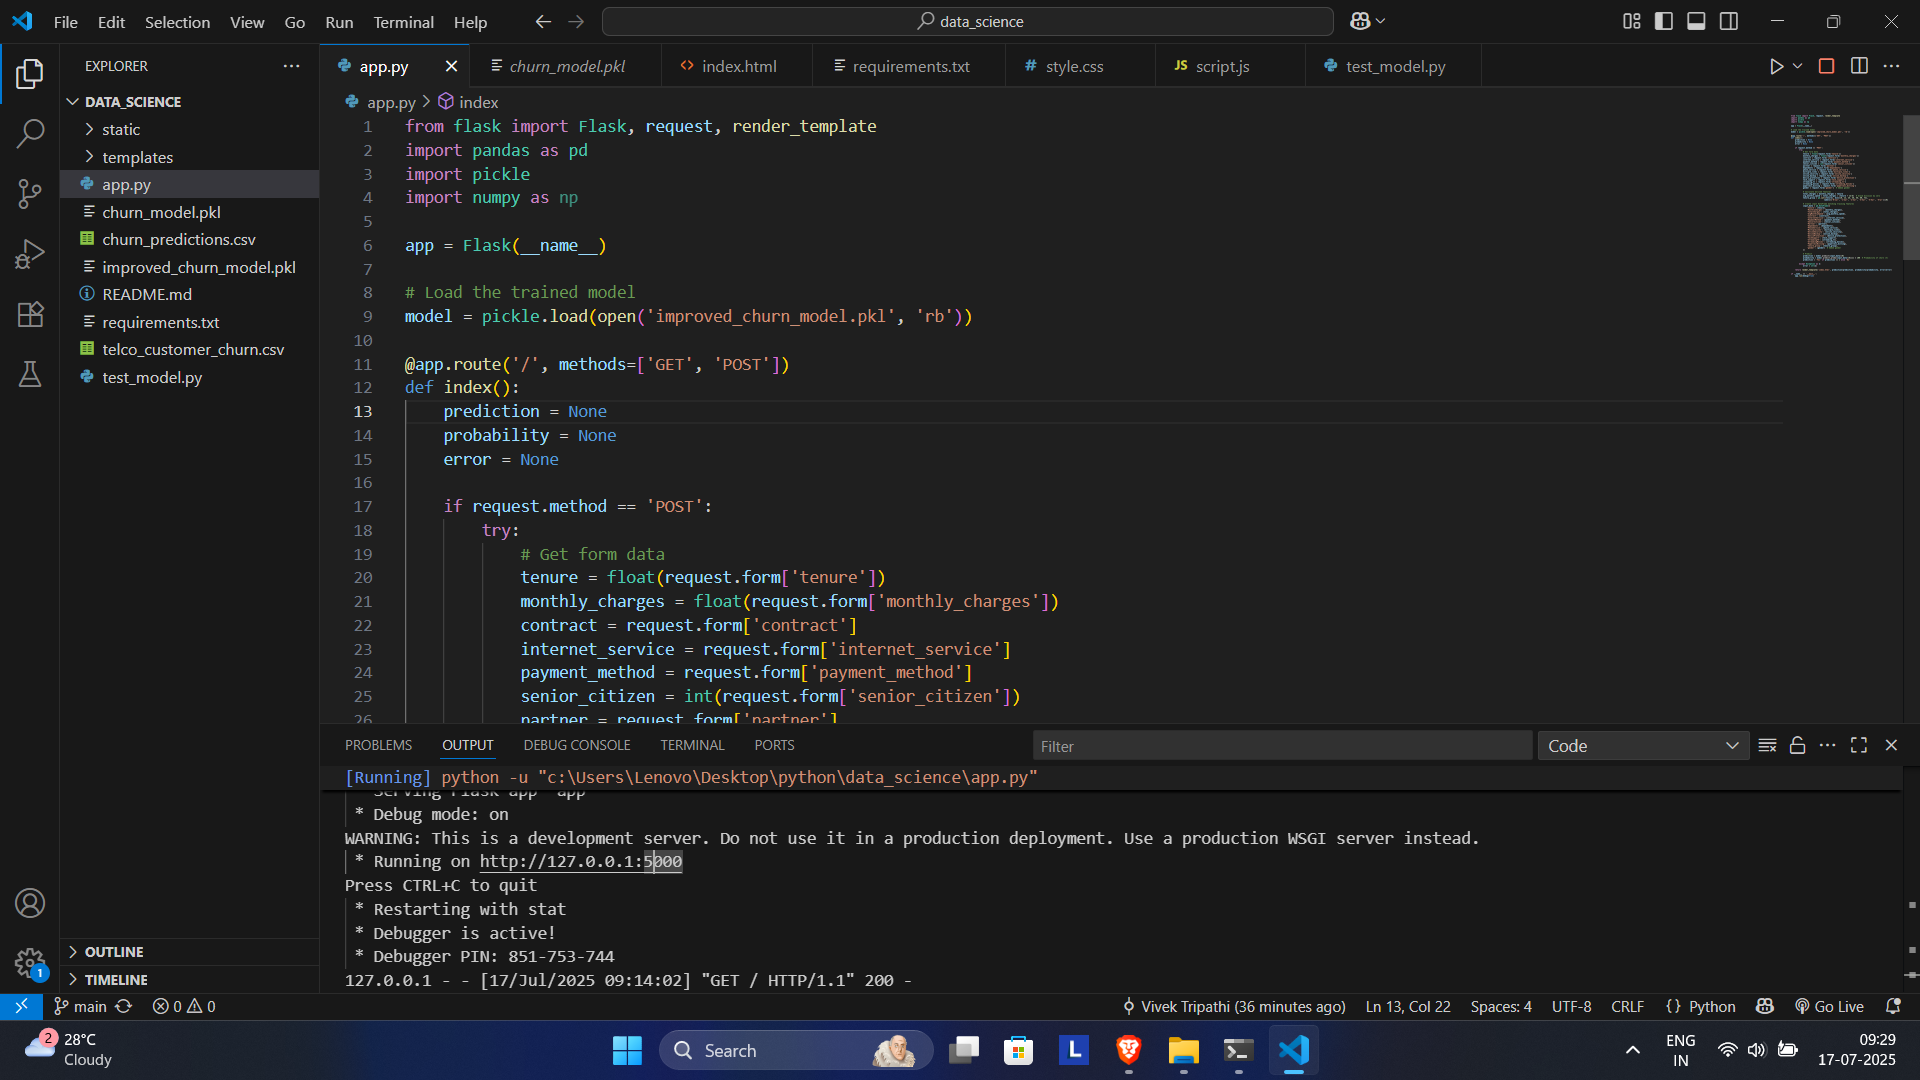 File Edit Selection View Go Run Terminal Help
data_science
EXPLORER
DATA_SCIENCE
static
templates
app.py
churn_model.pkl
churn_predictions.csv
improved_churn_model.pkl
README.md
requirements.txt
telco_customer_churn.csv
test_model.py
OUTLINE
TIMELINE
app.py churn_model.pkl index.html requirements.txt # style.css JS script.js test_model.py
app.py > index
1 from flask import Flask, request, render_template
2 import pandas as pd
3 import pickle
4 import numpy as np
5
6 app = Flask(__name__)
7
8 # Load the trained model
9 model = pickle.load(open('improved_churn_model.pkl', 'rb'))
10
11 @app.route('/', methods=['GET', 'POST'])
12 def index():
13 prediction = None
14 probability = None
15 error = None
16
17 if request.method == 'POST':
18 try:
19 # Get form data
20 tenure = float(request.form['tenure'])
21 monthly_charges = float(request.form['monthly_charges'])
22 contract = request.form['contract']
23 internet_service = request.form['internet_service']
24 payment_method = request.form['payment_method']
25 senior_citizen = int(request.form['senior_citizen'])
26 partner = request.form['partner']
PROBLEMS OUTPUT DEBUG CONSOLE TERMINAL PORTS
Filter
Code
[Running] python -u "c:\Users\Lenovo\Desktop\python\data_science\app.py"
* Serving Flask app 'app'
* Debug mode: on
WARNING: This is a development server. Do not use it in a production deployment. Use a production WSGI server instead.
* Running on http://127.0.0.1:5000
Press CTRL+C to quit
* Restarting with stat
* Debugger is active!
* Debugger PIN: 851-753-744
127.0.0.1 - - [17/Jul/2025 09:14:02] "GET / HTTP/1.1" 200 -
1
main 0 0
Vivek Tripathi (36 minutes ago) Ln 13, Col 22 Spaces: 4 UTF-8 CRLF {} Python Go Live
2
28°C
Cloudy
Search
L
ENG
IN
09:29
17-07-2025